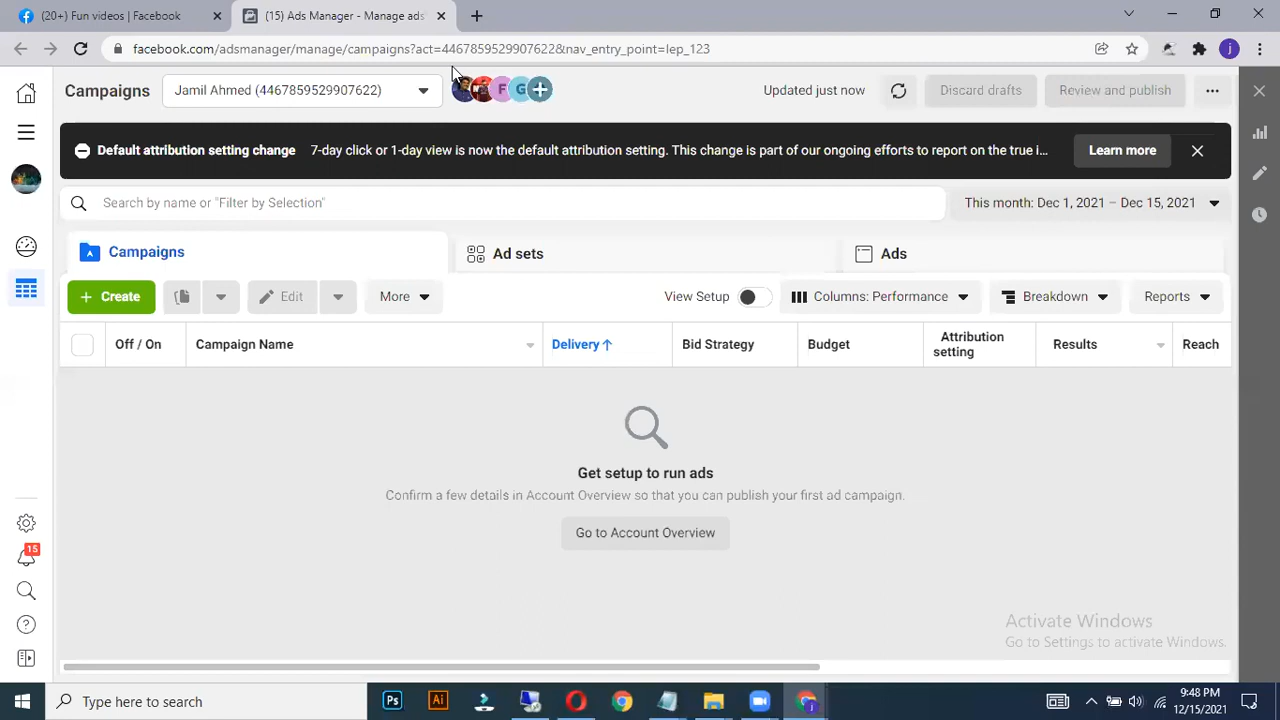 (20+) Fun videos | Facebook
(15) Ads Manager - Manage ads
facebook.com/adsmanager/manage/campaigns?act=4467859529907622&nav_entry_point=lep_123
j
Campaigns
Jamil Ahmed (4467859529907622)
F
G
Updated just now
Discard drafts
Review and publish
Default attribution setting change 7-day click or 1-day view is now the default attribution setting. This change is part of our ongoing efforts to report on the true i...
Learn more
Search by name or "Filter by Selection"
This month: Dec 1, 2021 – Dec 15, 2021
Campaigns
Ad sets
Ads
+ Create
Edit
More
View Setup
Columns: Performance
Breakdown
Reports
Off / On
Campaign Name
Delivery ↑
Bid Strategy
Budget
Attribution
setting
Results
Reach
Get setup to run ads
Confirm a few details in Account Overview so that you can publish your first ad campaign.
Go to Account Overview
15
Activate Windows
Go to Settings to activate Windows.
Type here to search
Ps
Ai
9:48 PM
12/15/2021